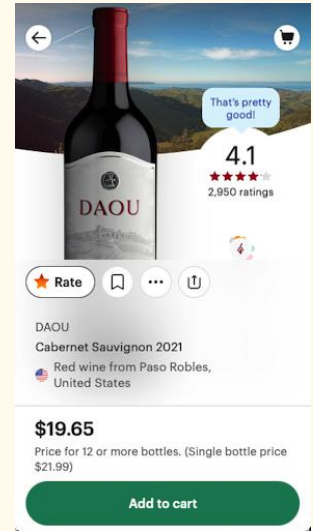 That's pretty
good!
4.1
2,950 ratings
DAOU
Rate
DAOU
Cabernet Sauvignon 2021
Red wine from Paso Robles,
United States
$19.65
Price for 12 or more bottles. (Single bottle price
$21.99)
Add to cart